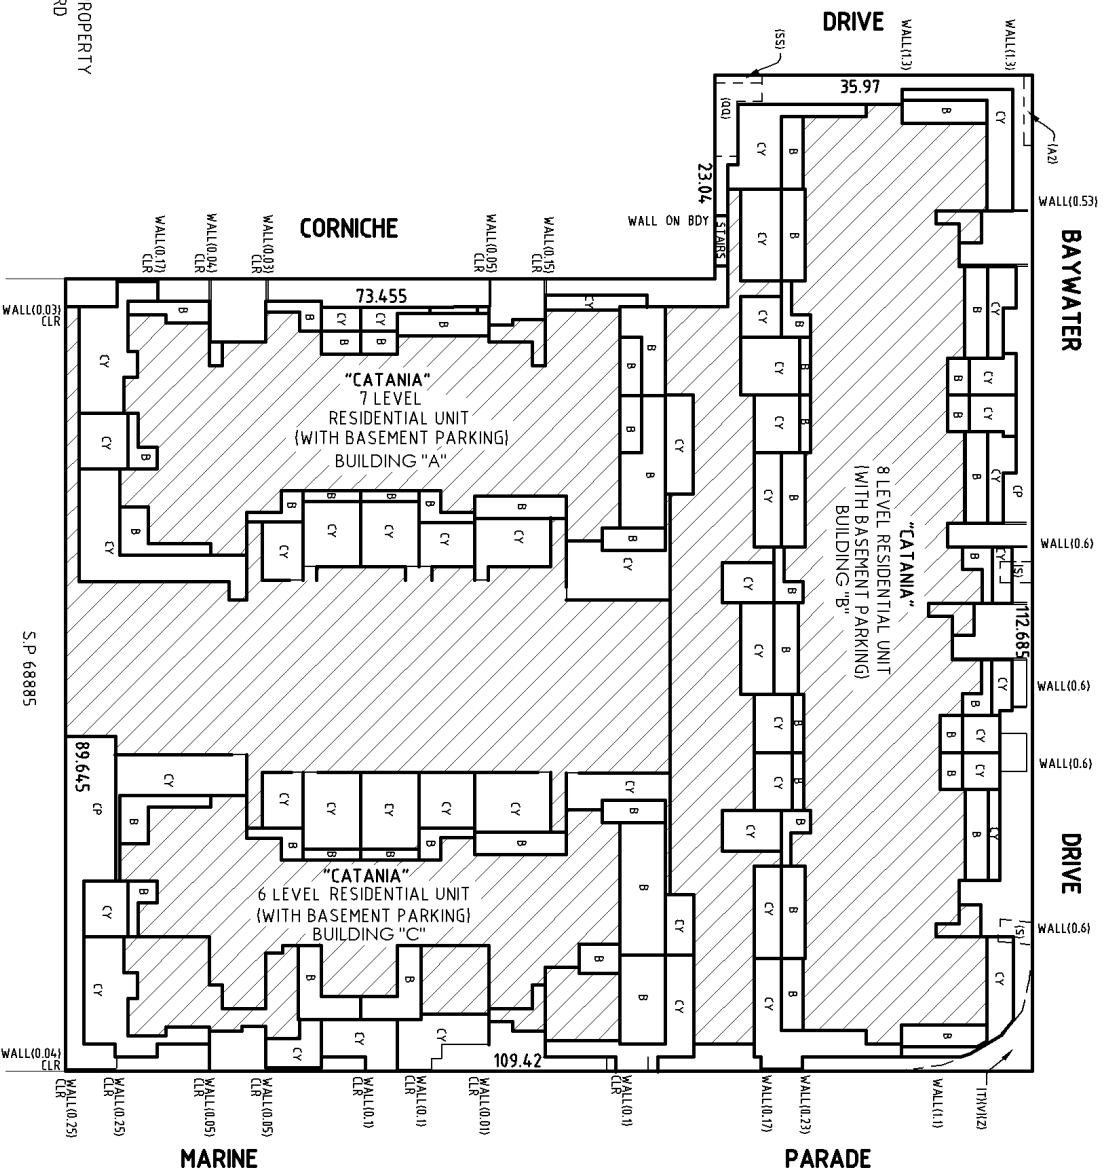 DRIVE
(SS)
WALL(1.3)
WALL(1.3)
35.97
(QQ)
(A2)
ROPERTY
RD
23.04
WALL ON BDY
STAIRS
WALL(0.53)
BAYWATER
CORNICHE
WALL(0.17)
WALL(0.04)
CLR
WALL(0.03)
CLR
WALL(0.05)
CLR
WALL(0.15)
CLR
73.455
WALL(0.03)
CLR
"CATANIA"
7 LEVEL
RESIDENTIAL UNIT
(WITH BASEMENT PARKING)
BUILDING "A"
"CATANIA"
8 LEVEL RESIDENTIAL UNIT
(WITH BASEMENT PARKING)
BUILDING "B"
CP
WALL(0.6)
(S)
112.685
WALL(0.6)
WALL(0.6)
DRIVE
S.P 68885
89.645
CP
CY
B
"CATANIA"
6 LEVEL RESIDENTIAL UNIT
(WITH BASEMENT PARKING)
BUILDING "C"
(S)
WALL(0.6)
109.42
WALL(0.04)
CLR
WALL(0.25)
CLR
WALL(0.25)
CLR
WALL(0.05)
CLR
WALL(0.05)
CLR
WALL(0.1)
CLR
WALL(0.1)
CLR
WALL(0.01)
CLR
WALL(0.1)
CLR
WALL(0.17)
WALL(0.23)
WALL(1.1)
MARINE
PARADE